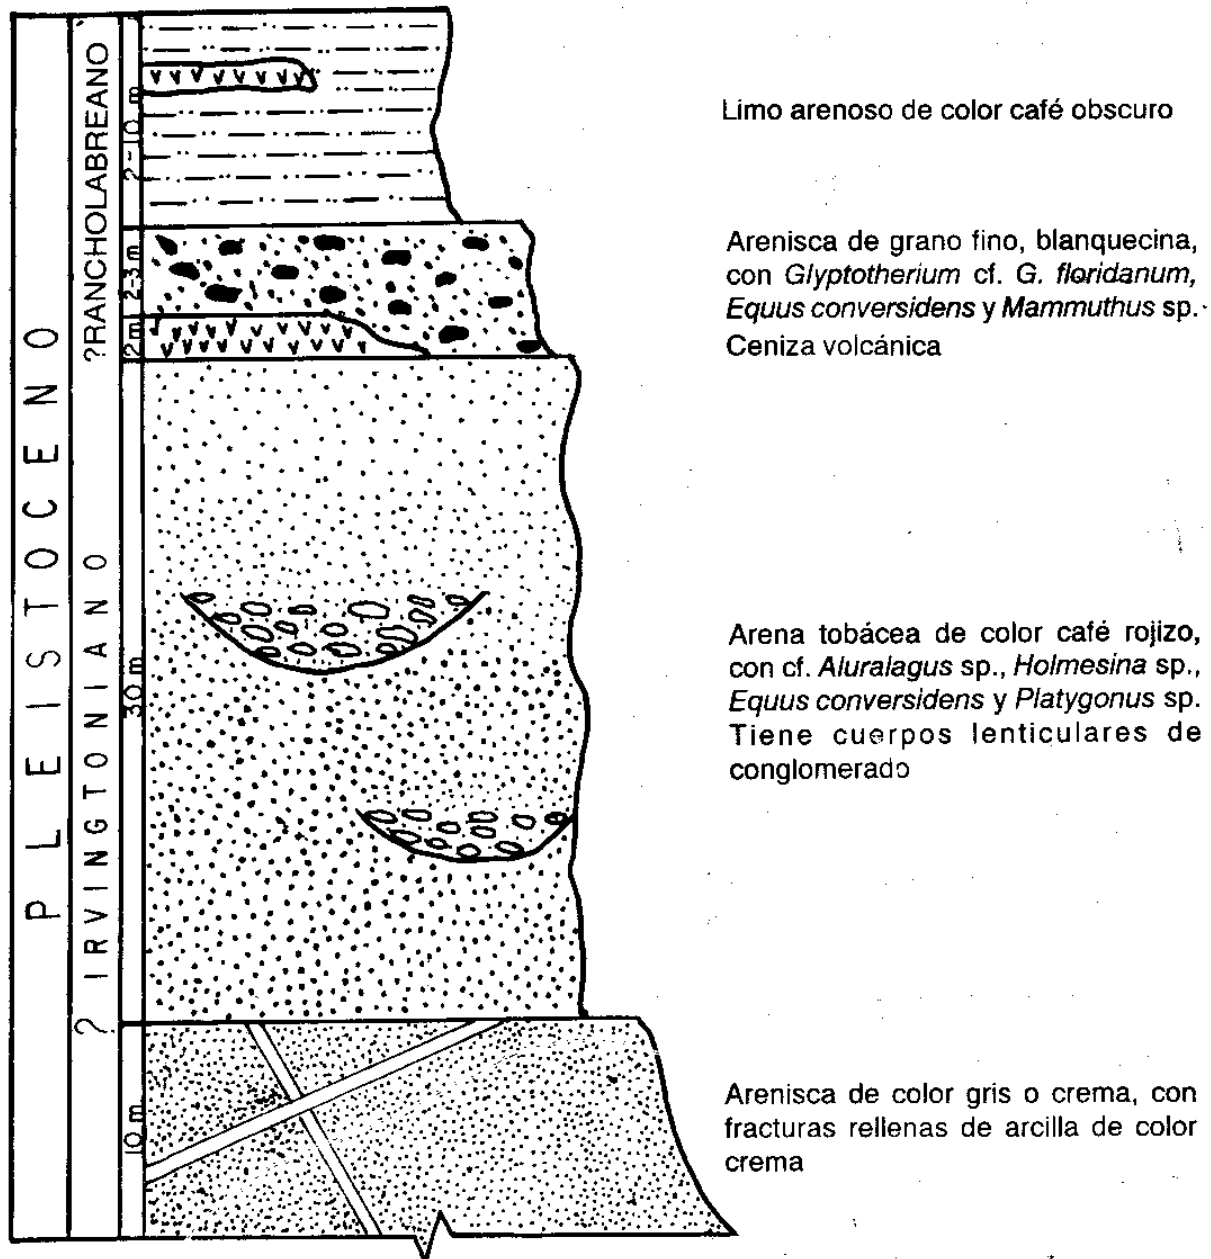 PLEISTOCENO
?RANCHOLABREANO
? IRVINGTONIANO
2-10 m
2-3 m
2 m
30 m
10 m
Limo arenoso de color café obscuro
Arenisca de grano fino, blanquecina,
con Glyptotherium cf. G. floridanum,
Equus conversidens y Mammuthus sp.
Ceniza volcánica
Arena tobácea de color café rojizo,
con cf. Aluralagus sp., Holmesina sp.,
Equus conversidens y Platygonus sp.
Tiene cuerpos lenticulares de
conglomerado
Arenisca de color gris o crema, con
fracturas rellenas de arcilla de color
crema